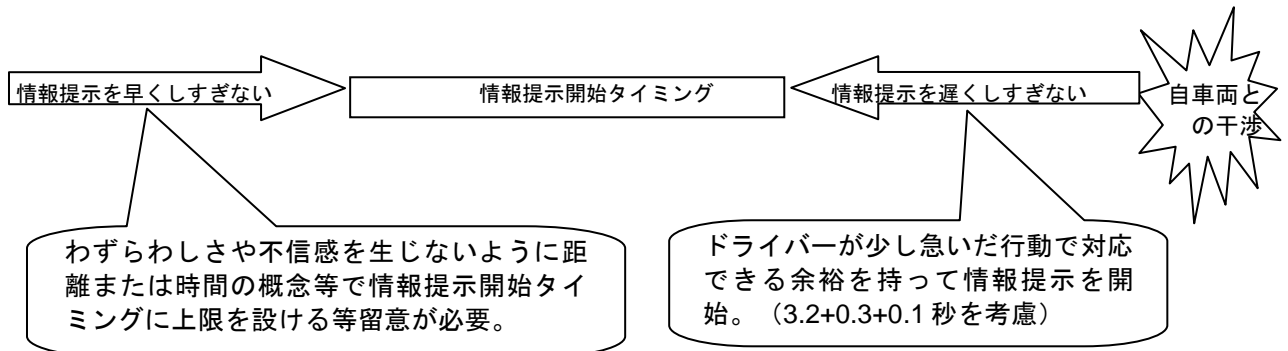 情報提示を早くしすぎない
情報提示開始タイミング
情報提示を遅くしすぎない
自車両と
の干渉
わずらわしさや不信感を生じないように距
離または時間の概念等で情報提示開始タイ
ミングに上限を設ける等留意が必要。
ドライバーが少し急いだ行動で対応
できる余裕を持って情報提示を開
始。（3.2+0.3+0.1 秒を考慮）